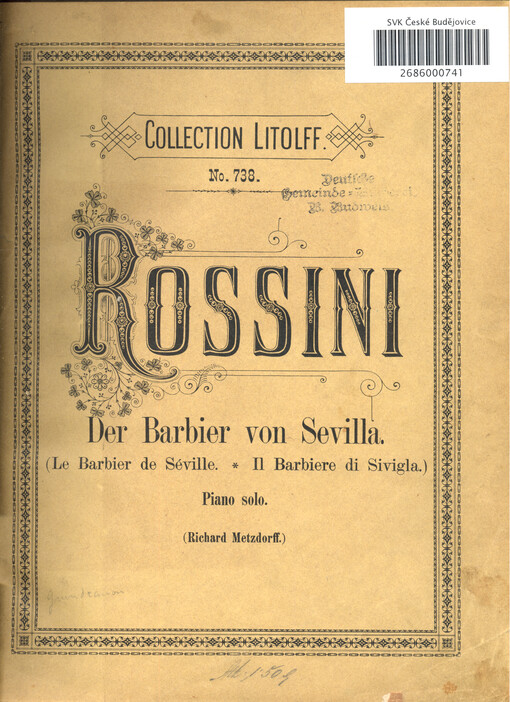 SVK České Budějovice
2686000741
COLLECTION LITOLFF.
No. 738.
Deutsche
Gemeinde-
B. Budweis
ROSSINI
Der Barbier von Sevilla.
(Le Barbier de Séville. * Il Barbiere di Sivigla.)
Piano solo.
(Richard Metzdorff.)